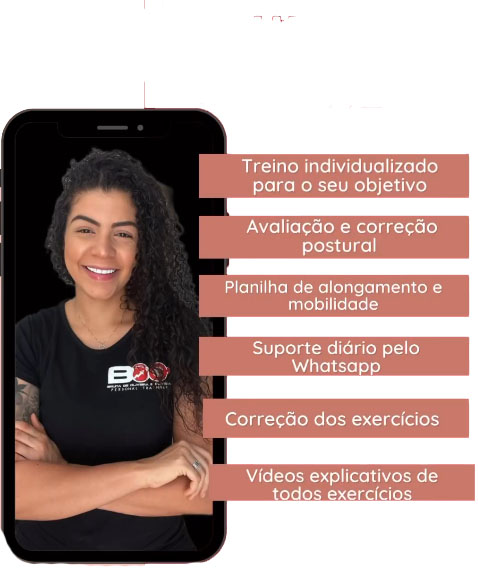 Treino individualizado
para o seu objetivo
Avaliação e correção
postural
Planilha de alongamento e
mobilidade
Suporte diário pelo
Whatsapp
Correção dos exercícios
Vídeos explicativos de
todos exercícios
PERSONAL TRAINER